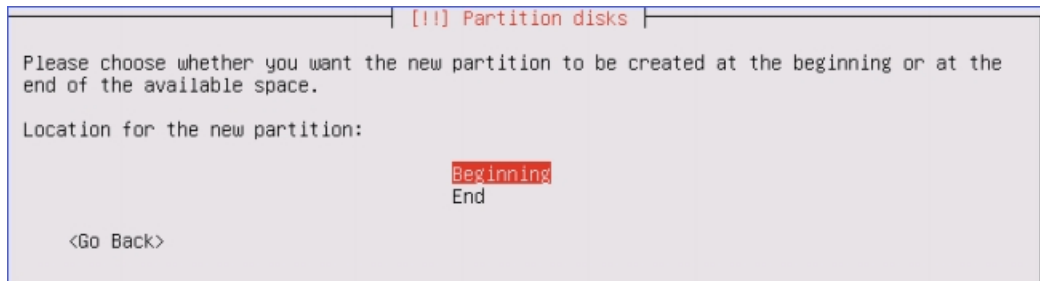 [!!] Partition disks
Please choose whether you want the new partition to be created at the beginning or at the
end of the available space.
Location for the new partition:
Beginning
End
<Go Back>